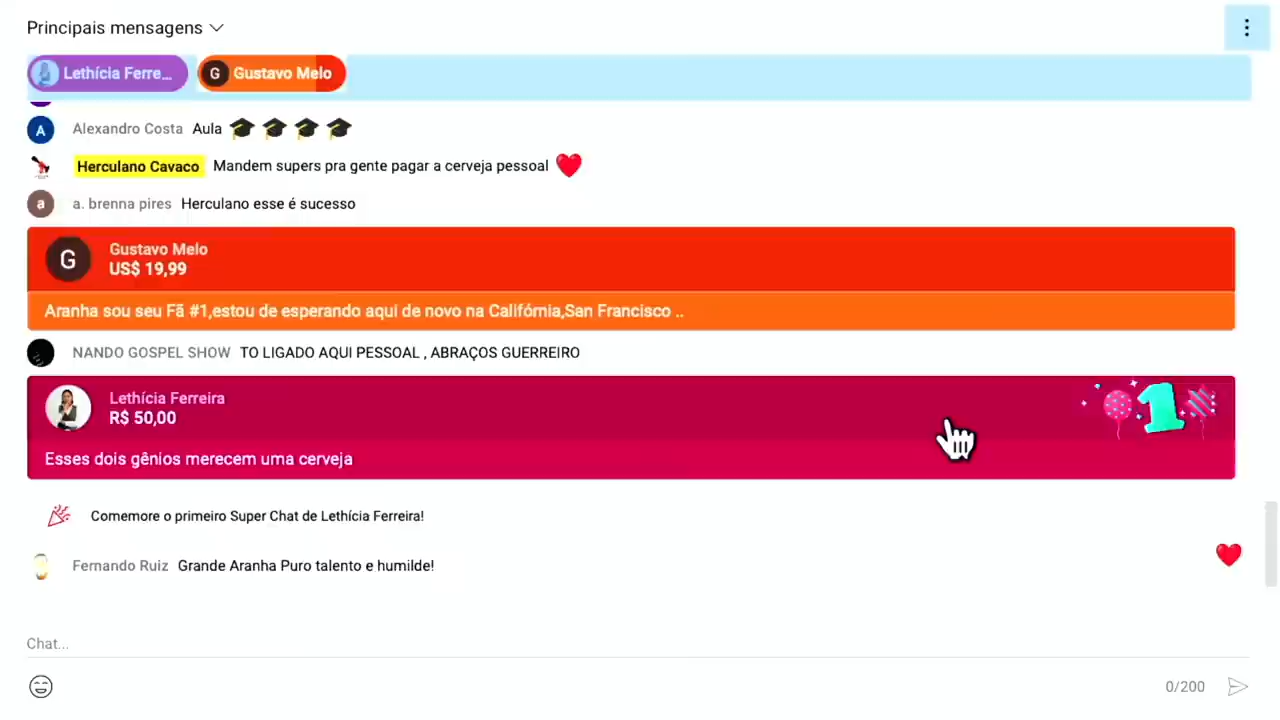 Principais mensagens
Lethícia Ferre...
G Gustavo Melo
A Alexandro Costa Aula
Herculano Cavaco Mandem supers pra gente pagar a cerveja pessoal
a a. brenna pires Herculano esse é sucesso
G Gustavo Melo
US$ 19,99
Aranha sou seu Fã #1,estou de esperando aqui de novo na Califórnia,San Francisco ..
NANDO GOSPEL SHOW TO LIGADO AQUI PESSOAL , ABRAÇOS GUERREIRO
Lethícia Ferreira
R$ 50,00
1
Esses dois gênios merecem uma cerveja
Comemore o primeiro Super Chat de Lethícia Ferreira!
Fernando Ruiz Grande Aranha Puro talento e humilde!
Chat...
0/200